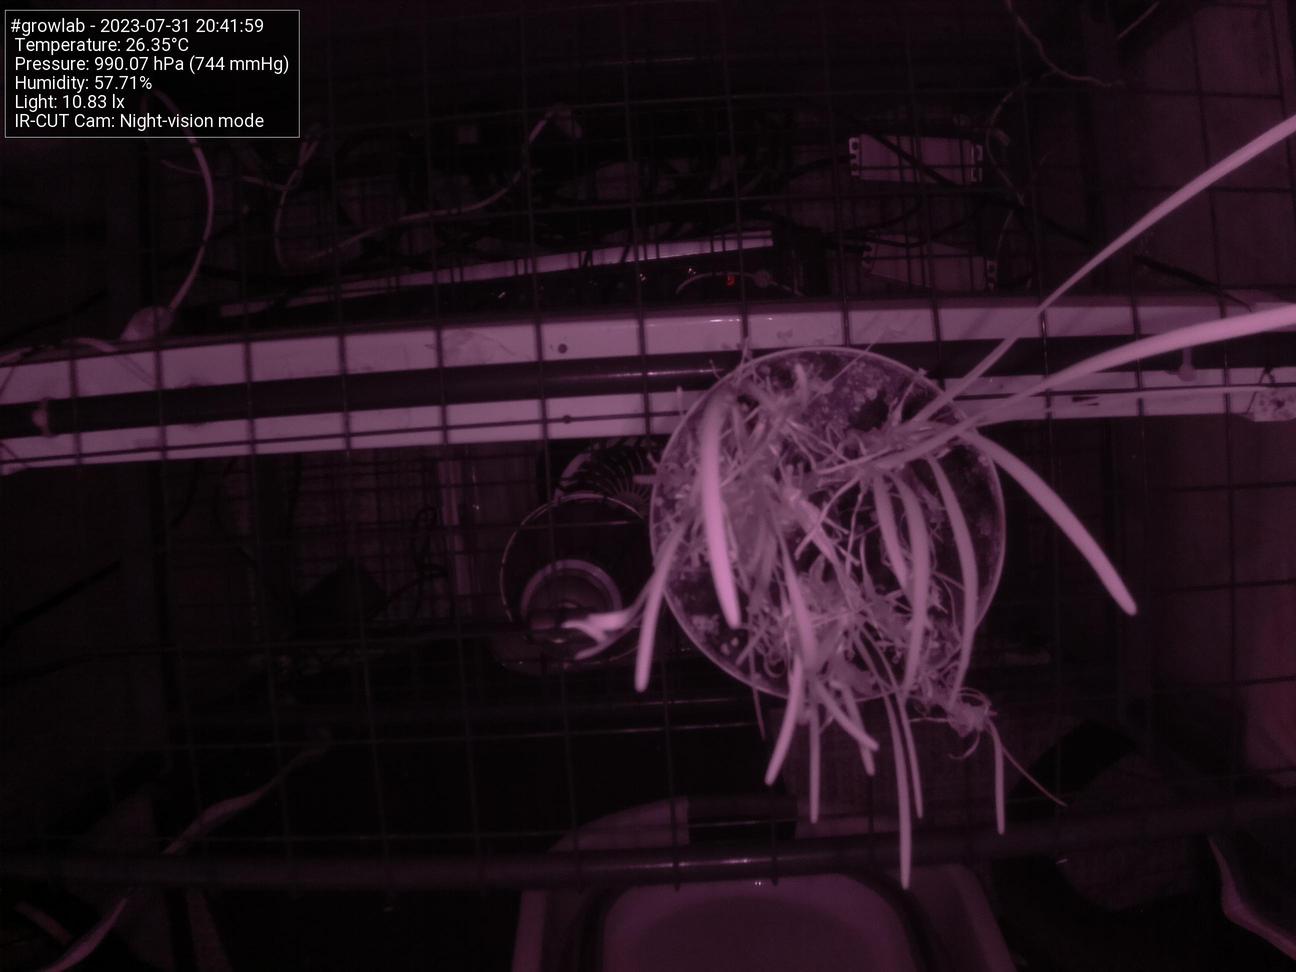 #growlab - 2023-07-31 20:41:59
Temperature: 26.35°C
Pressure: 990.07 hPa (744 mmHg)
Humidity: 57.71%
Light: 10.83 lx
IR-CUT Cam: Night-vision mode